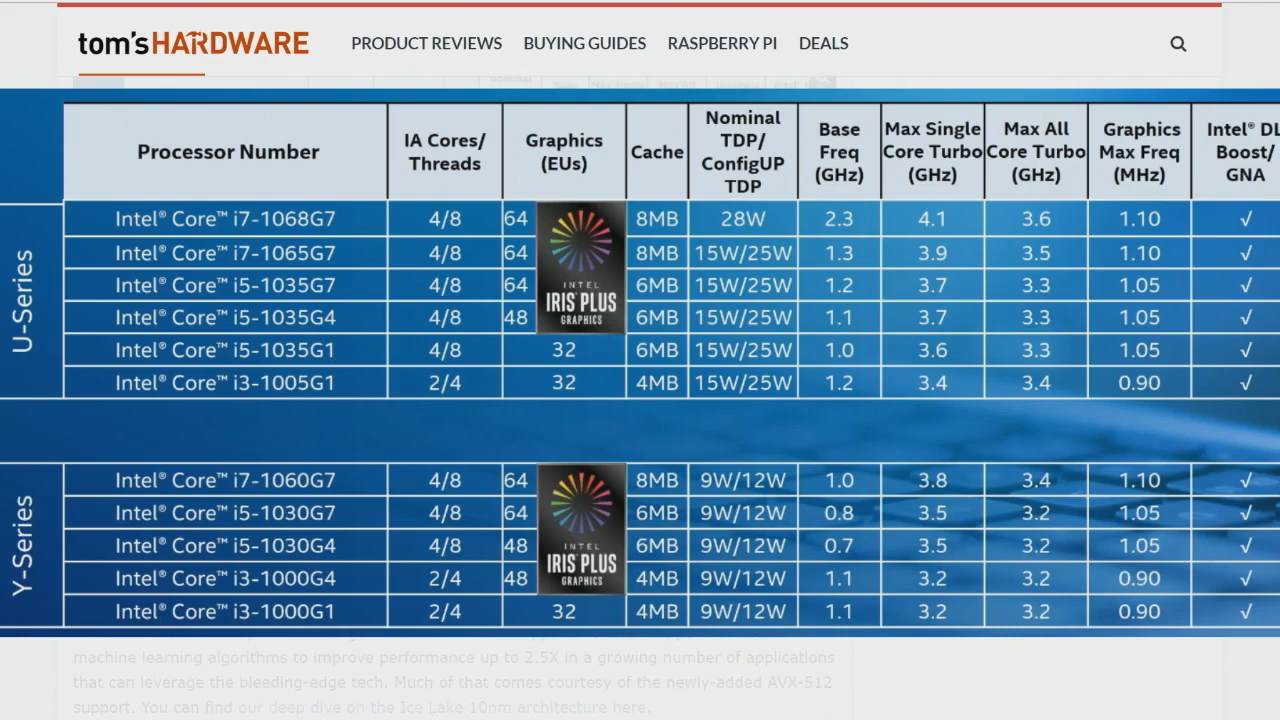 tom'sHARDWARE PRODUCT REVIEWS BUYING GUIDES RASPBERRY PI DEALS
Processor Number IA Cores/ Threads Graphics (EUs) Cache Nominal TDP/ ConfigUP TDP Base Freq (GHz) Max Single Core Turbo (GHz) Max All Core Turbo (GHz) Graphics Max Freq (MHz) Intel® DL Boost/ GNA
U-Series
Intel® Core™ i7-1068G7 4/8 64 8MB 28W 2.3 4.1 3.6 1.10 √
Intel® Core™ i7-1065G7 4/8 64 8MB 15W/25W 1.3 3.9 3.5 1.10 √
Intel® Core™ i5-1035G7 4/8 64 6MB 15W/25W 1.2 3.7 3.3 1.05 √
Intel® Core™ i5-1035G4 4/8 48 6MB 15W/25W 1.1 3.7 3.3 1.05 √
INTEL
IRIS PLUS
GRAPHICS
Intel® Core™ i5-1035G1 4/8 32 6MB 15W/25W 1.0 3.6 3.3 1.05 √
Intel® Core™ i3-1005G1 2/4 32 4MB 15W/25W 1.2 3.4 3.4 0.90 √
Y-Series
Intel® Core™ i7-1060G7 4/8 64 8MB 9W/12W 1.0 3.8 3.4 1.10 √
Intel® Core™ i5-1030G7 4/8 64 6MB 9W/12W 0.8 3.5 3.2 1.05 √
Intel® Core™ i5-1030G4 4/8 48 6MB 9W/12W 0.7 3.5 3.2 1.05 √
Intel® Core™ i3-1000G4 2/4 48 4MB 9W/12W 1.1 3.2 3.2 0.90 √
INTEL
IRIS PLUS
GRAPHICS
Intel® Core™ i3-1000G1 2/4 32 4MB 9W/12W 1.1 3.2 3.2 0.90 √
machine learning algorithms to improve performance up to 2.5X in a growing number of applications
that can leverage the bleeding-edge tech. Much of that comes courtesy of the newly-added AVX-512
support. You can find our deep dive on the Ice Lake 10nm architecture here.